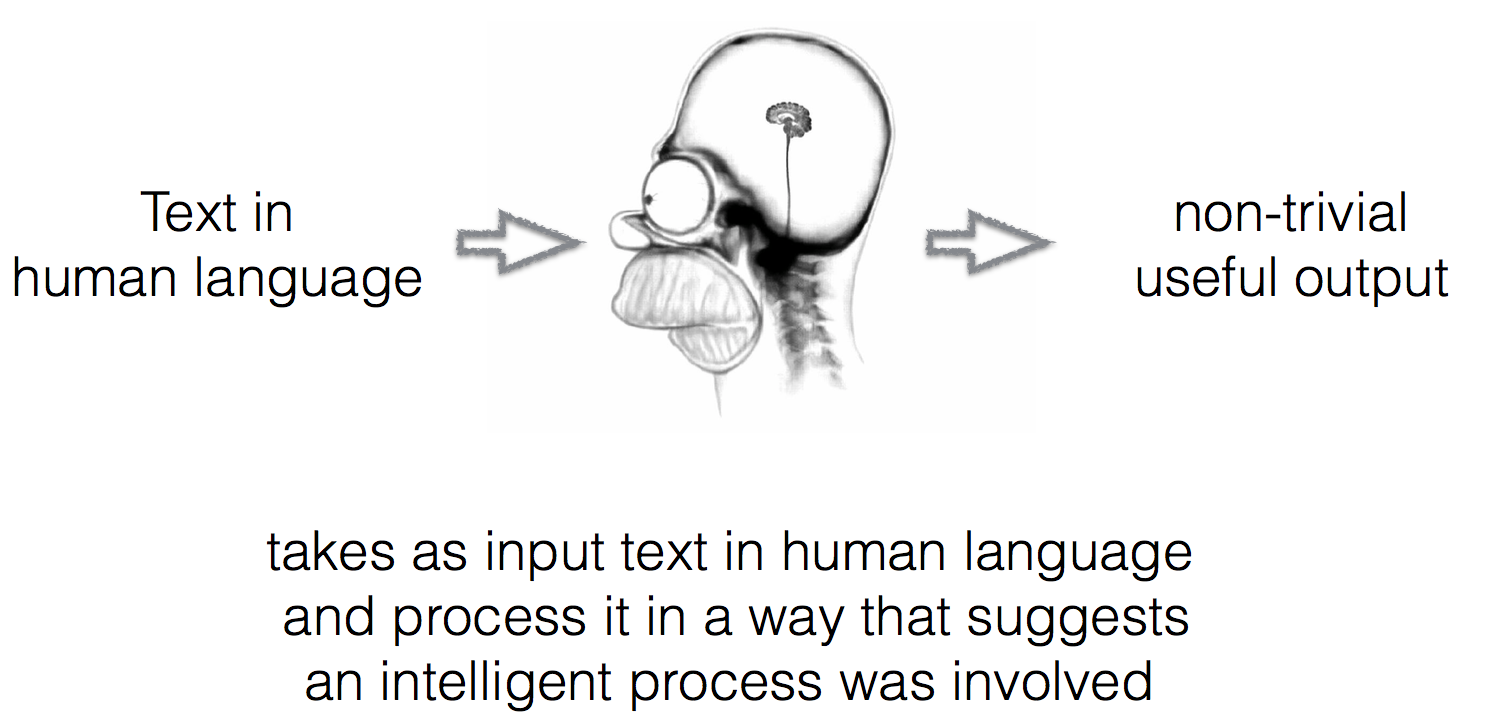 Text in
human language
non-trivial
useful output
takes as input text in human language
and process it in a way that suggests
an intelligent process was involved